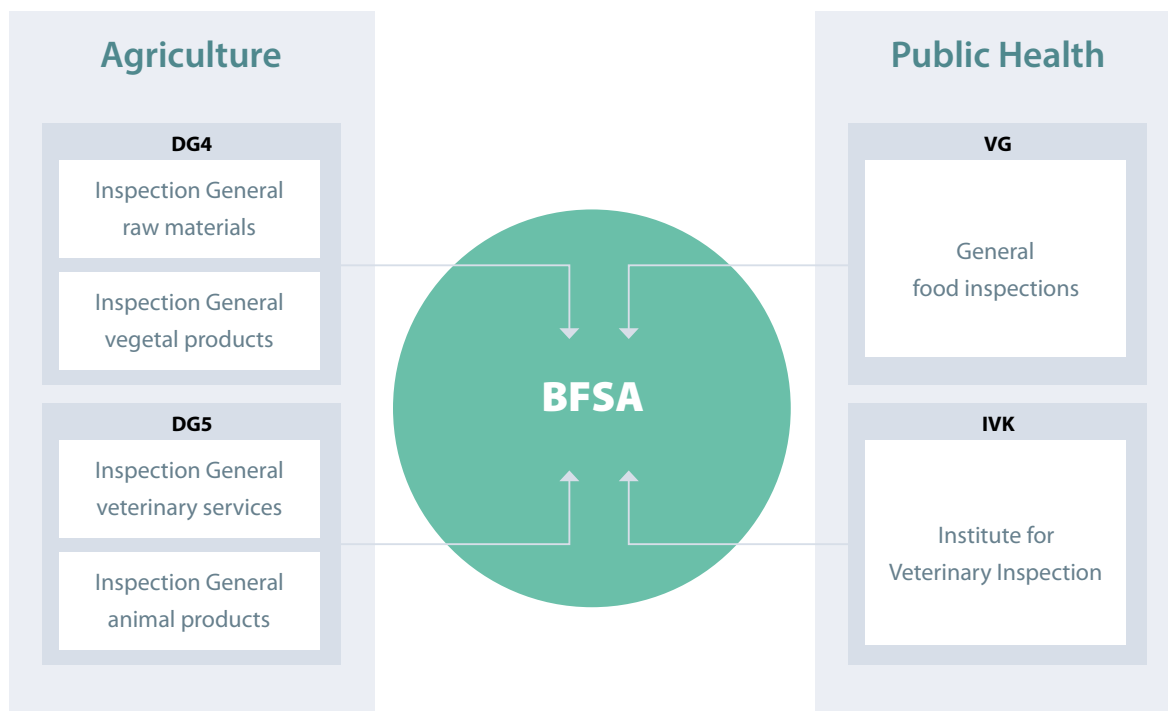 Agriculture
DG4
Inspection General
raw materials
Inspection General
vegetal products
DG5
Inspection General
veterinary services
Inspection General
animal products
BFSA
Public Health
VG
General
food inspections
IVK
Institute for
Veterinary Inspection